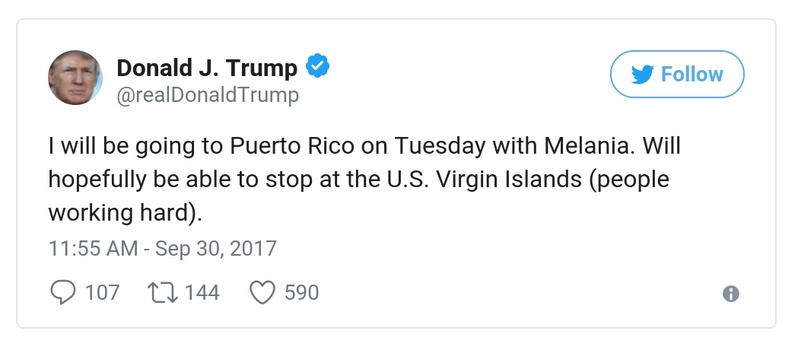 Donald J. Trump
Follow
@realDonaldTrump
I will be going to Puerto Rico on Tuesday with Melania. Will
hopefully be able to stop at the U.S. Virgin Islands (people
working hard).
11:55 AM - Sep 30, 2017
107 144 590